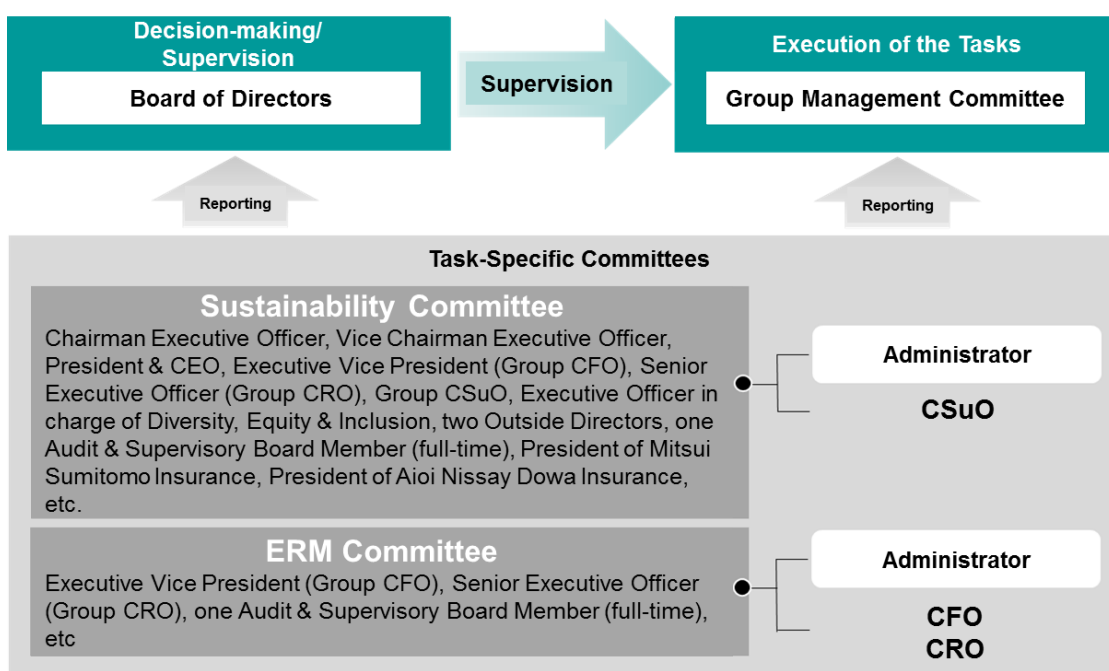 Decision-making/
Supervision
Board of Directors
Supervision
Execution of the Tasks
Group Management Committee
Reporting
Reporting
Task-Specific Committees
Sustainability Committee
Chairman Executive Officer, Vice Chairman Executive Officer,
President & CEO, Executive Vice President (Group CFO), Senior
Executive Officer (Group CRO), Group CSuO, Executive Officer in
charge of Diversity, Equity & Inclusion, two Outside Directors, one
Audit & Supervisory Board Member (full-time), President of Mitsui
Sumitomo Insurance, President of Aioi Nissay Dowa Insurance,
etc.
Administrator
CSuO
ERM Committee
Executive Vice President (Group CFO), Senior Executive Officer
(Group CRO), one Audit & Supervisory Board Member (full-time),
etc
Administrator
CFO
CRO